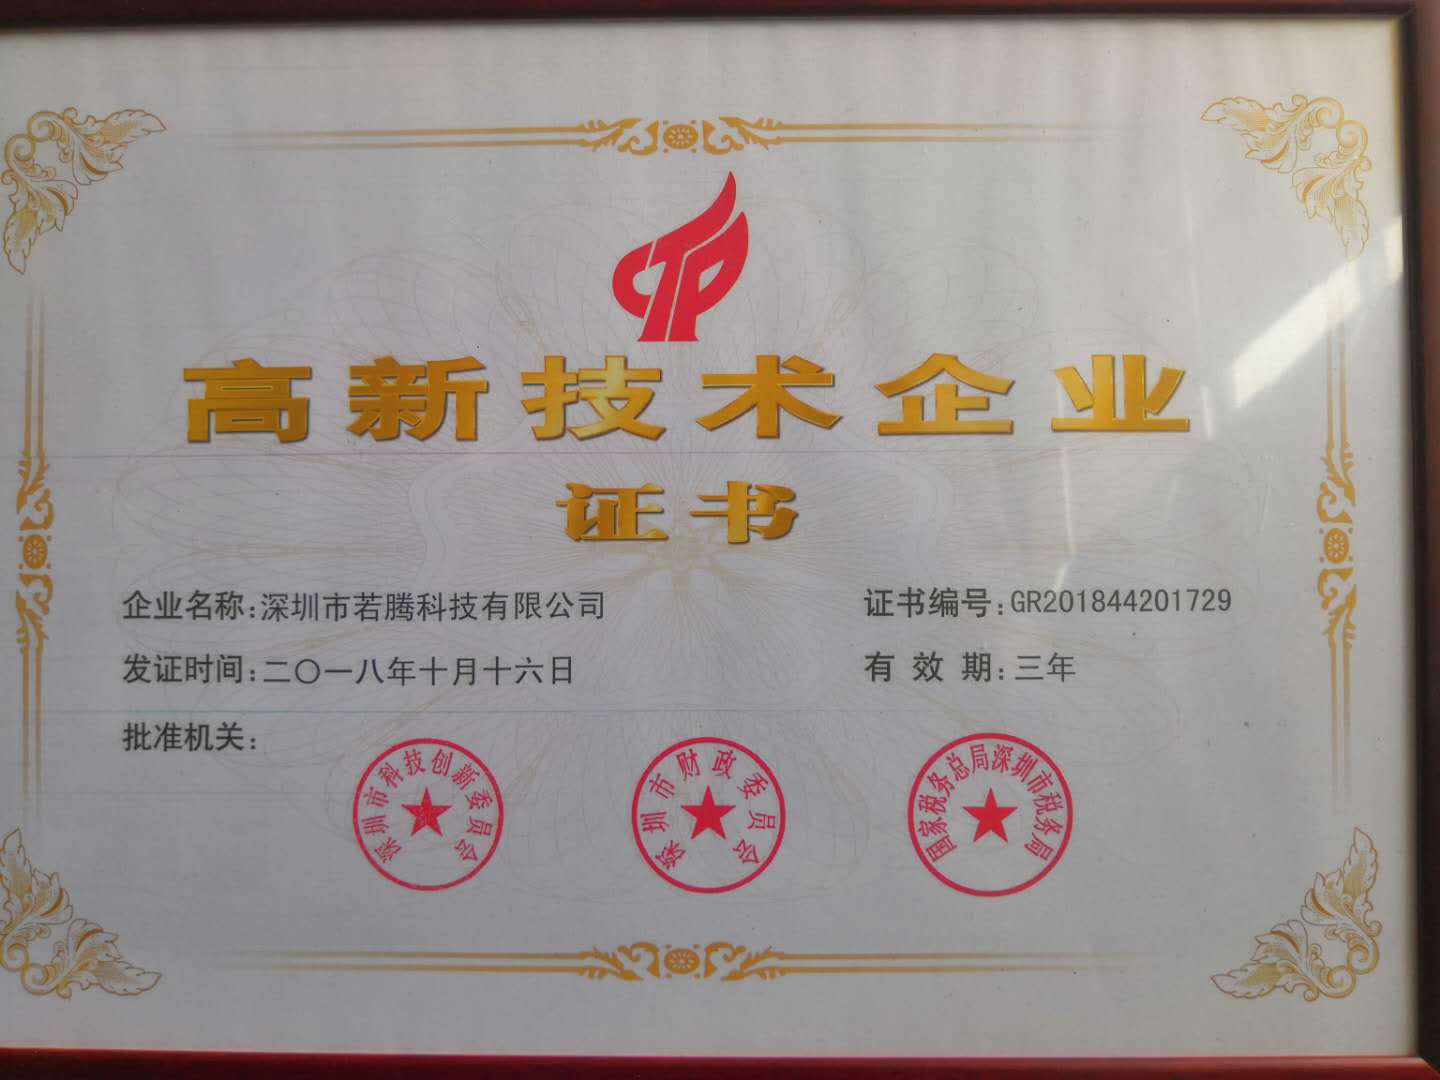 CTP
高新技术企业
证书
企业名称:深圳市若腾科技有限公司
证书编号:GR201844201729
发证时间:二〇一八年十月十六日
有效期:三年
批准机关:
深圳市科技创新委员会
深圳市财政委员会
国家税务总局深圳市税务局